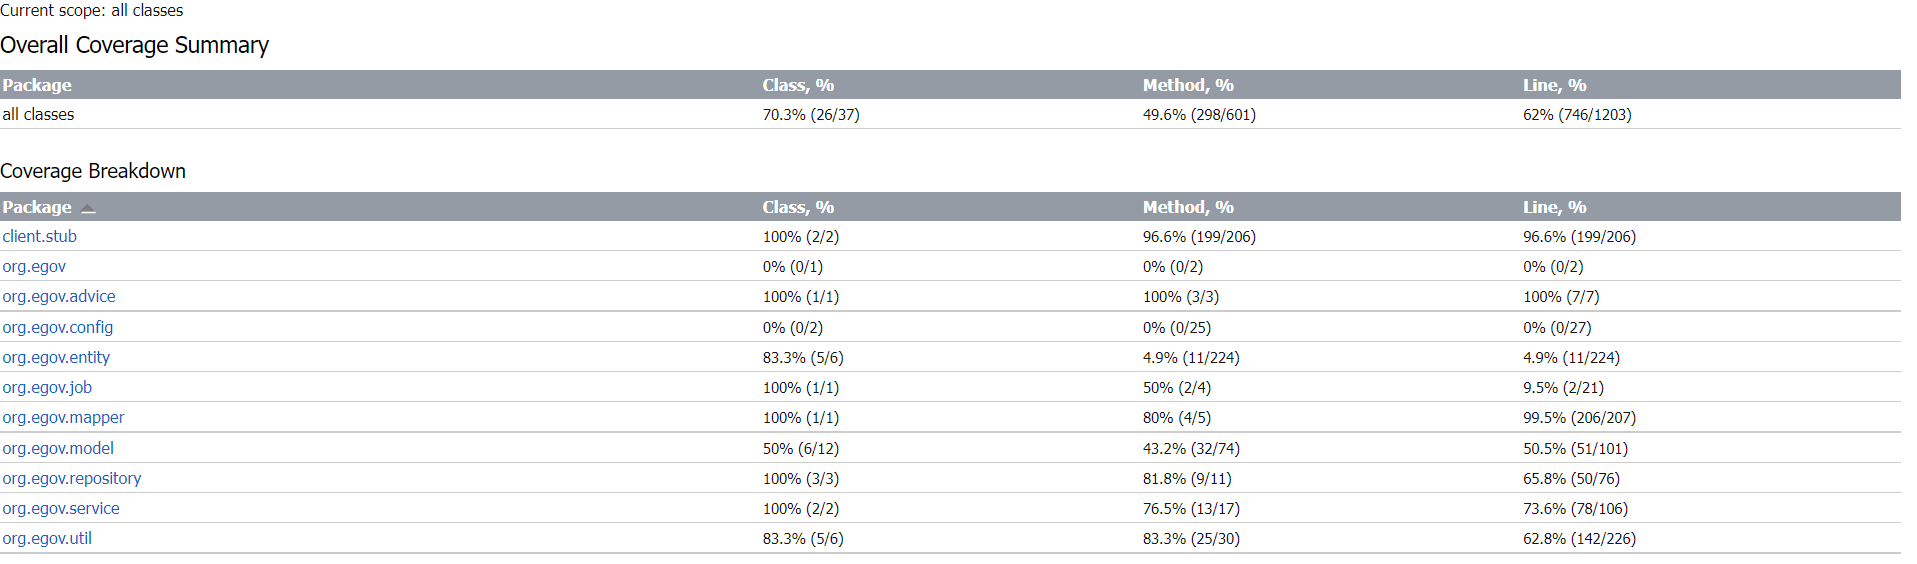 Current scope: all classes
Overall Coverage Summary
Package Class, % Method, % Line, %
all classes 70.3% (26/37) 49.6% (298/601) 62% (746/1203)
Coverage Breakdown
Package Class, % Method, % Line, %
client.stub 100% (2/2) 96.6% (199/206) 96.6% (199/206)
org.egov 0% (0/1) 0% (0/2) 0% (0/2)
org.egov.advice 100% (1/1) 100% (3/3) 100% (7/7)
org.egov.config 0% (0/2) 0% (0/25) 0% (0/27)
org.egov.entity 83.3% (5/6) 4.9% (11/224) 4.9% (11/224)
org.egov.job 100% (1/1) 50% (2/4) 9.5% (2/21)
org.egov.mapper 100% (1/1) 80% (4/5) 99.5% (206/207)
org.egov.model 50% (6/12) 43.2% (32/74) 50.5% (51/101)
org.egov.repository 100% (3/3) 81.8% (9/11) 65.8% (50/76)
org.egov.service 100% (2/2) 76.5% (13/17) 73.6% (78/106)
org.egov.util 83.3% (5/6) 83.3% (25/30) 62.8% (142/226)